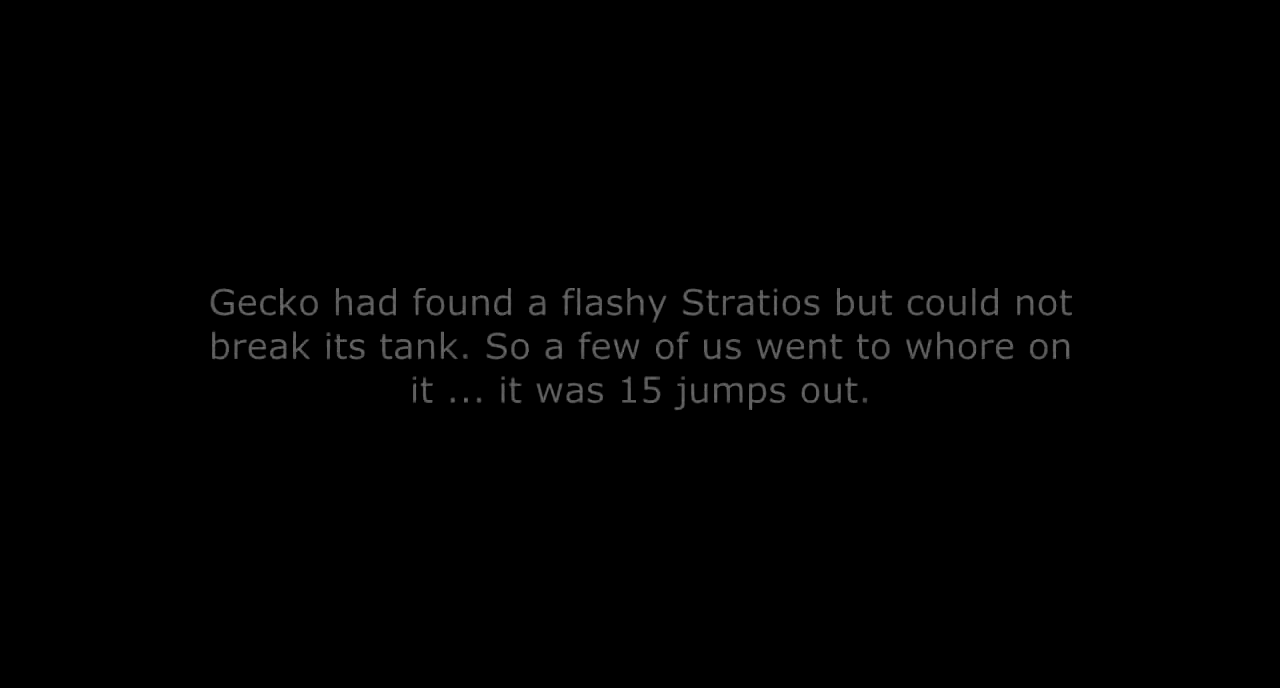 Gecko had found a flashy Stratios but could not
break its tank. So a few of us went to whore on
it ... it was 15 jumps out.